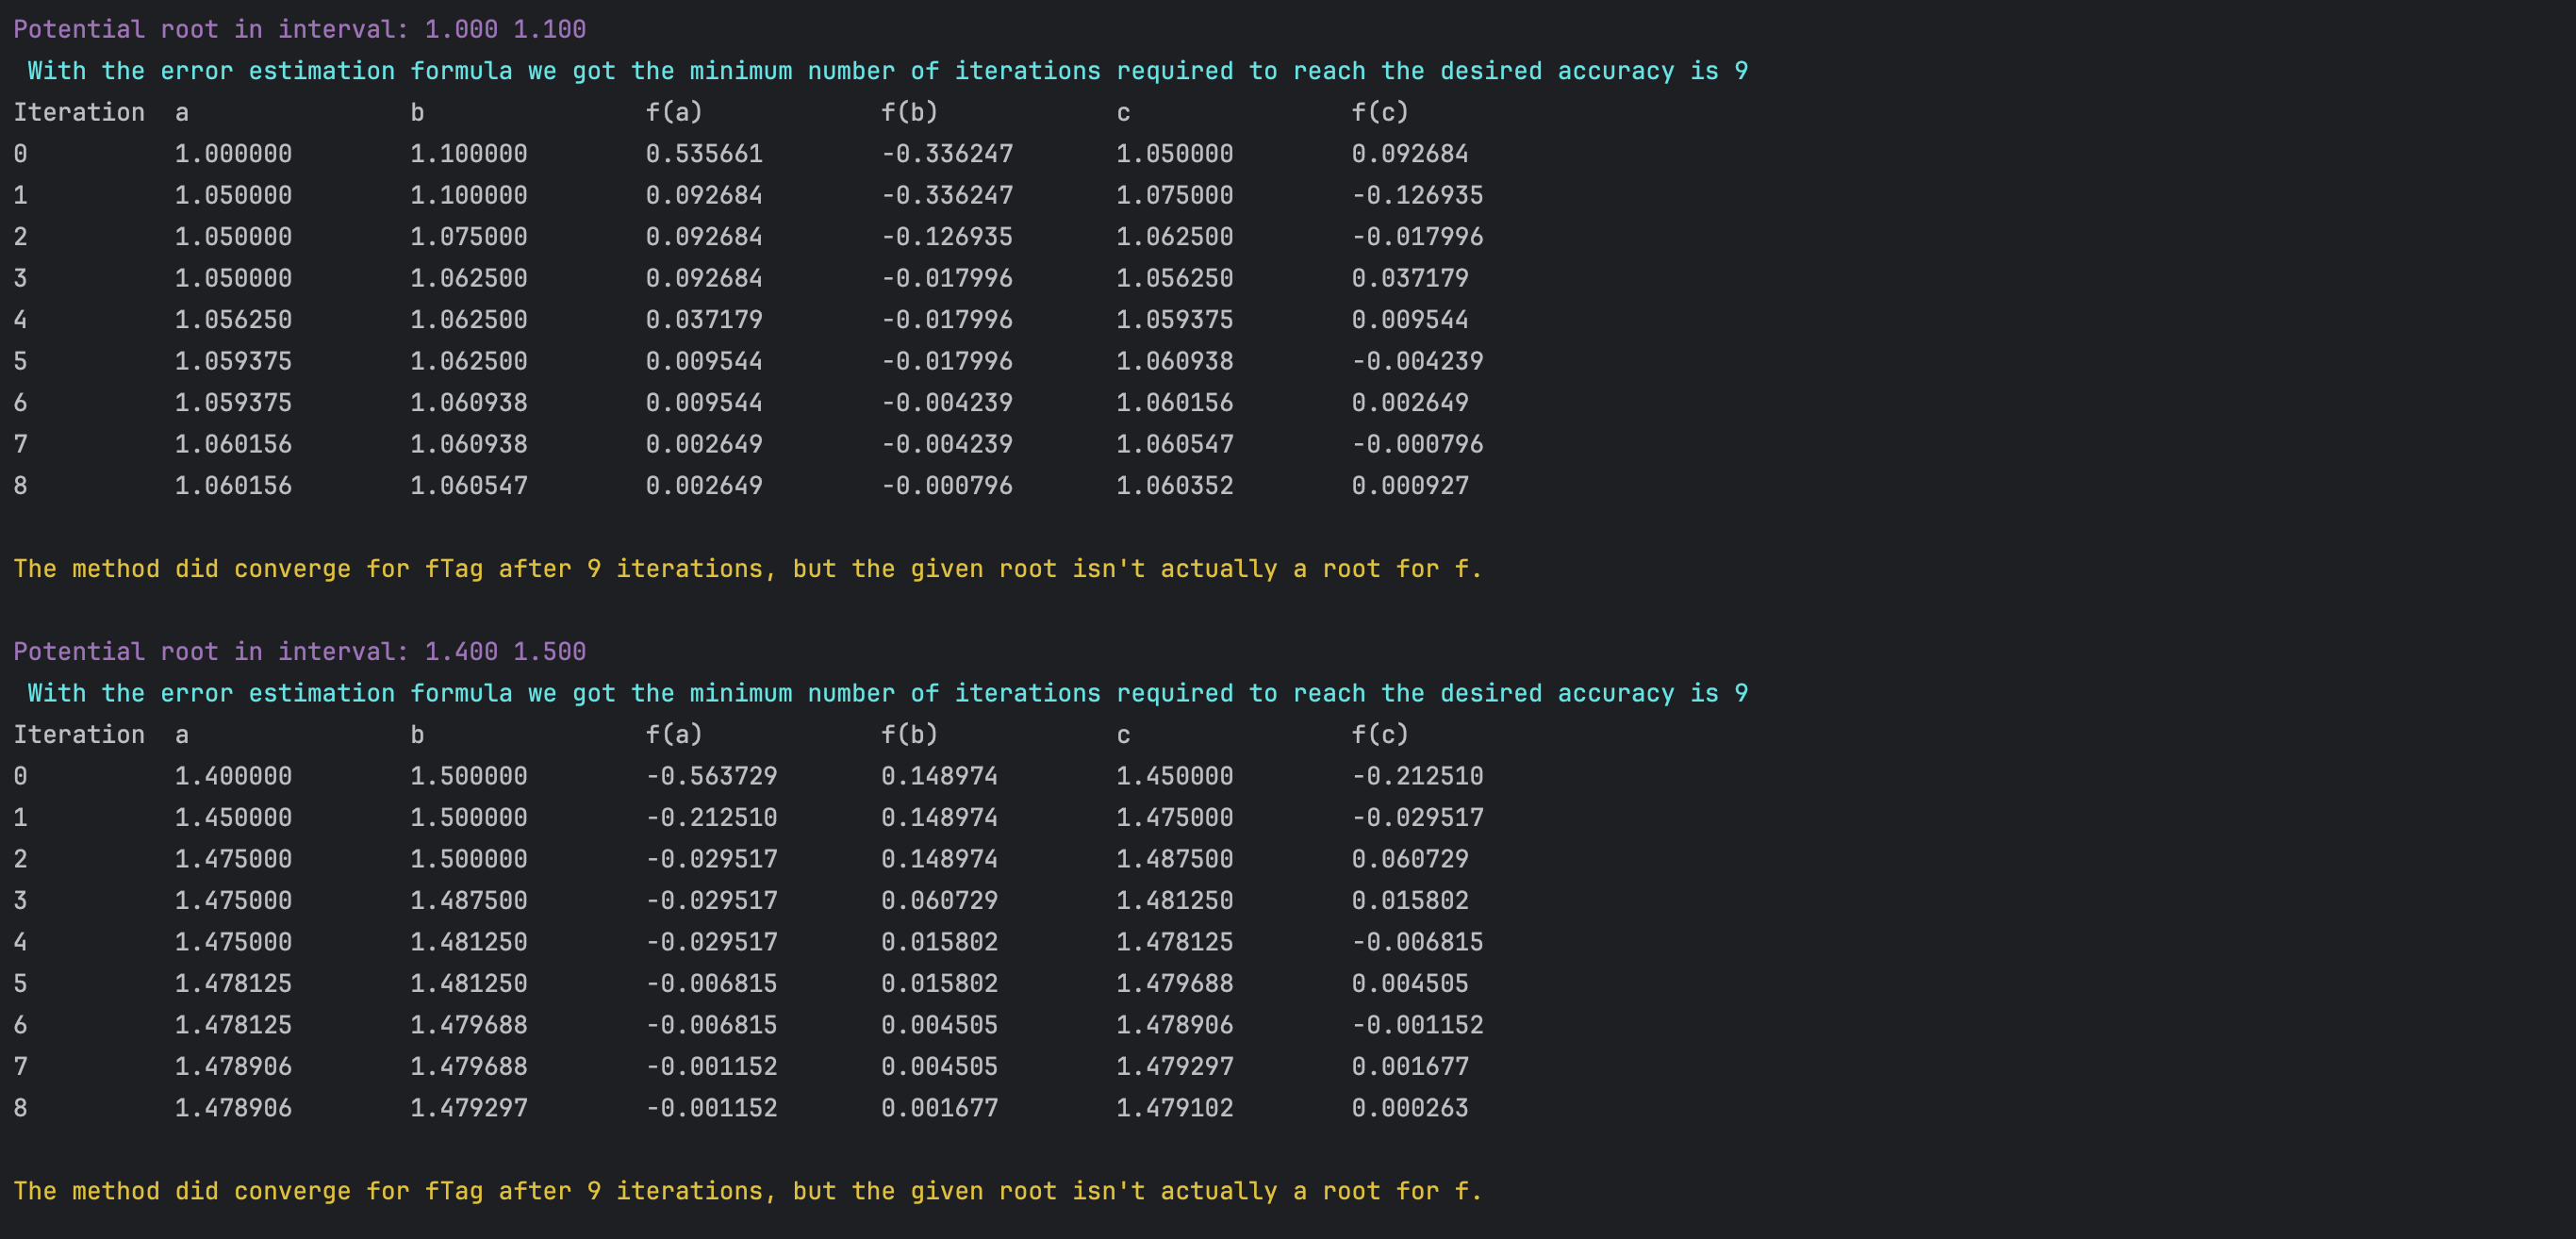 Potential root in interval: 1.000 1.100
With the error estimation formula we got the minimum number of iterations required to reach the desired accuracy is 9
Iteration a b f(a) f(b) c f(c)
0 1.000000 1.100000 0.535661 -0.336247 1.050000 0.092684
1 1.050000 1.100000 0.092684 -0.336247 1.075000 -0.126935
2 1.050000 1.075000 0.092684 -0.126935 1.062500 -0.017996
3 1.050000 1.062500 0.092684 -0.017996 1.056250 0.037179
4 1.056250 1.062500 0.037179 -0.017996 1.059375 0.009544
5 1.059375 1.062500 0.009544 -0.017996 1.060938 -0.004239
6 1.059375 1.060938 0.009544 -0.004239 1.060156 0.002649
7 1.060156 1.060938 0.002649 -0.004239 1.060547 -0.000796
8 1.060156 1.060547 0.002649 -0.000796 1.060352 0.000927
The method did converge for fTag after 9 iterations, but the given root isn't actually a root for f.
Potential root in interval: 1.400 1.500
With the error estimation formula we got the minimum number of iterations required to reach the desired accuracy is 9
Iteration a b f(a) f(b) c f(c)
0 1.400000 1.500000 -0.563729 0.148974 1.450000 -0.212510
1 1.450000 1.500000 -0.212510 0.148974 1.475000 -0.029517
2 1.475000 1.500000 -0.029517 0.148974 1.487500 0.060729
3 1.475000 1.487500 -0.029517 0.060729 1.481250 0.015802
4 1.475000 1.481250 -0.029517 0.015802 1.478125 -0.006815
5 1.478125 1.481250 -0.006815 0.015802 1.479688 0.004505
6 1.478125 1.479688 -0.006815 0.004505 1.478906 -0.001152
7 1.478906 1.479688 -0.001152 0.004505 1.479297 0.001677
8 1.478906 1.479297 -0.001152 0.001677 1.479102 0.000263
The method did converge for fTag after 9 iterations, but the given root isn't actually a root for f.